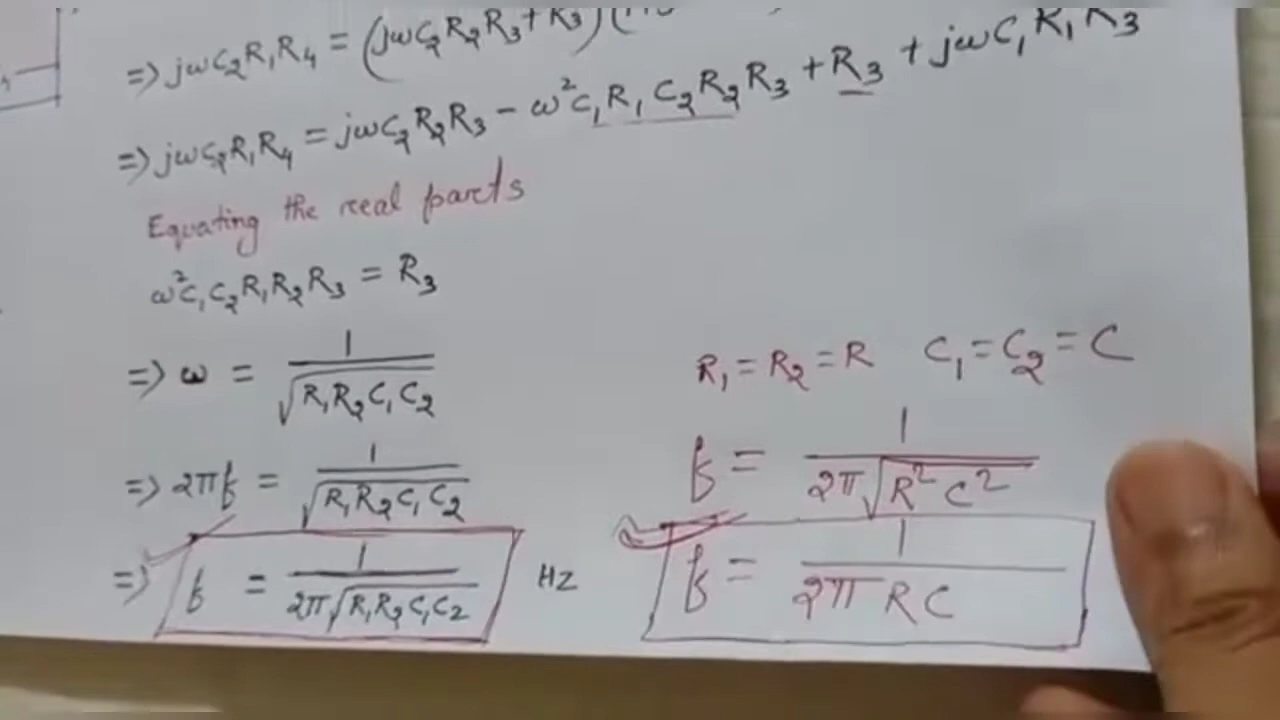 => jωC₂R₁R₄ = (jωC₂R₂R₃+R₃)(
=> jωC₂R₁R₄ = jωC₂R₂R₃ - ω²C₁R₁C₂R₂R₃ + R₃ + jωC₁R₁R₃
Equating the real parts
ω²C₁C₂R₁R₂R₃ = R₃
=> ω = 1/√R₁R₂C₁C₂
=> 2πf = 1/√R₁R₂C₁C₂
=> f = 1/2π√R₁R₂C₁C₂ HZ
R₁ = R₂ = R C₁ = C₂ = C
f = 1/2π√R²C²
f = 1/2πRC